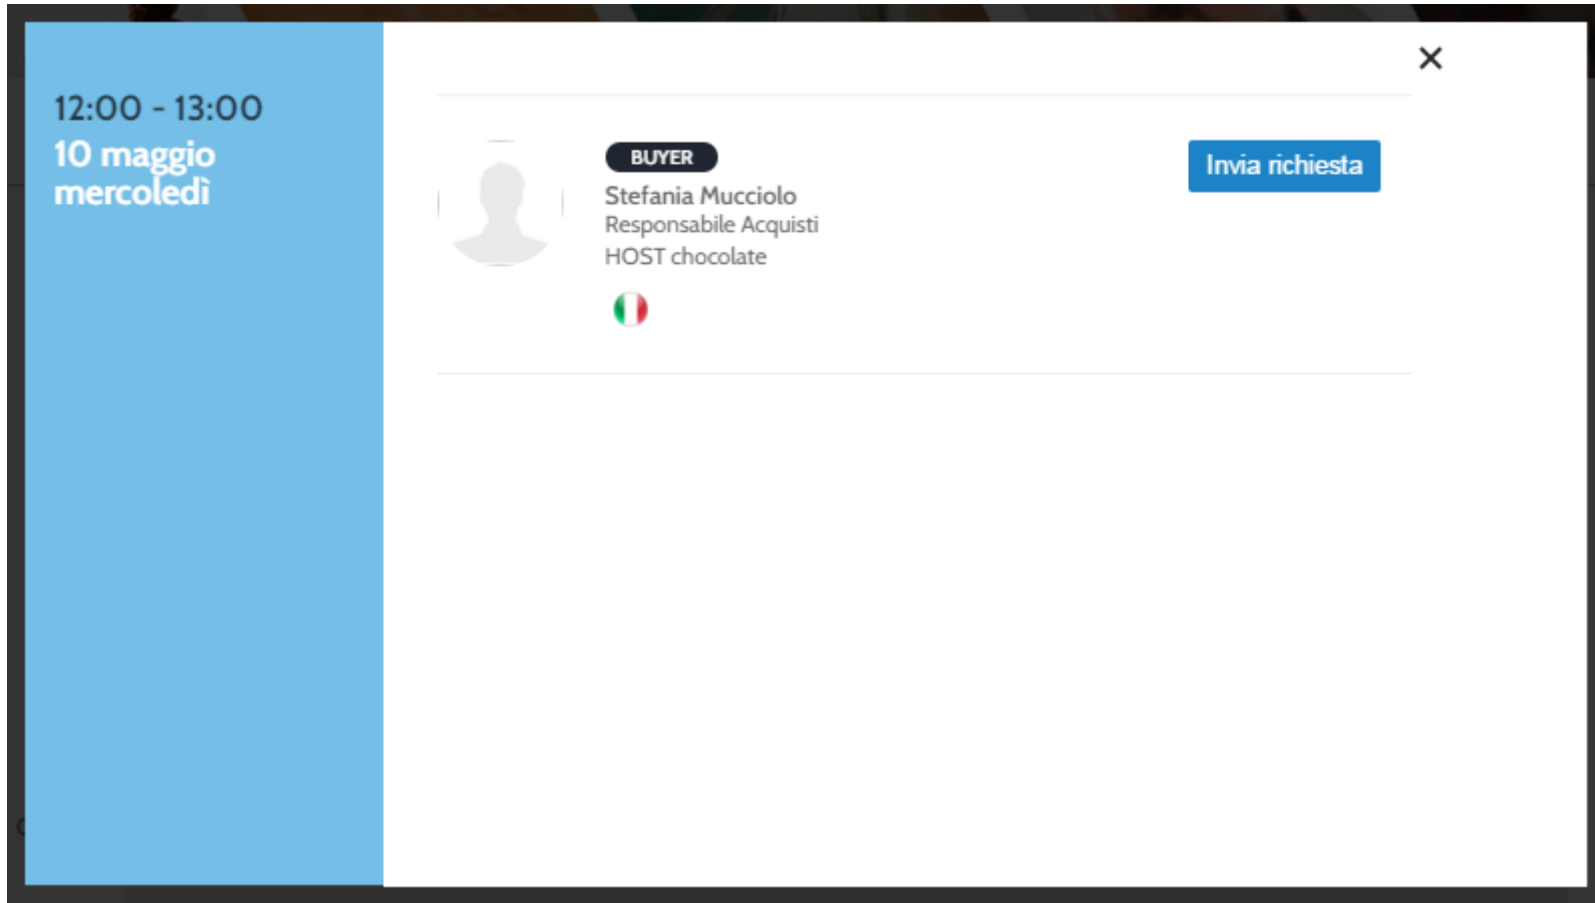 12:00 - 13:00
10 maggio
mercoledì
BUYER
Stefania Mucciolo
Responsabile Acquisti
HOST chocolate
Invia richiesta